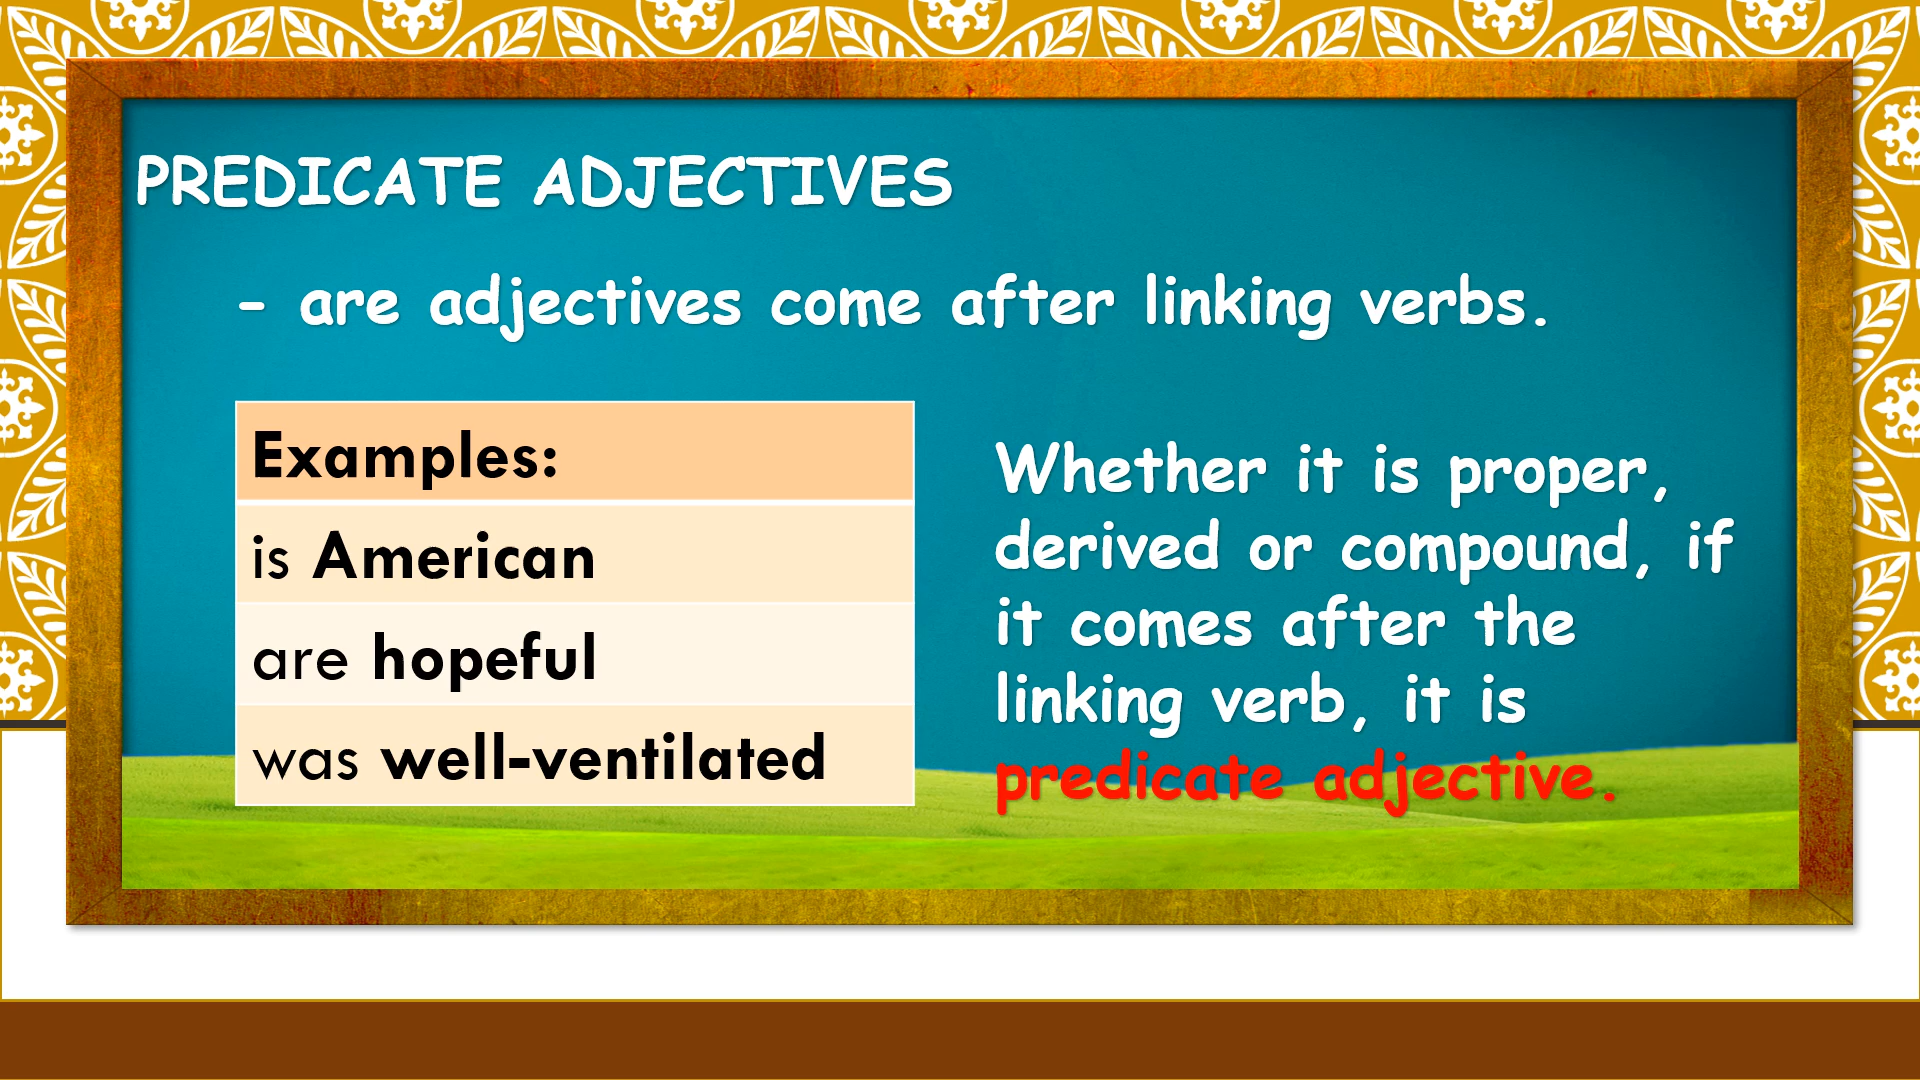 PREDICATE ADJECTIVES
- are adjectives come after linking verbs.
Examples:
is American
are hopeful
was well-ventilated
Whether it is proper,
derived or compound, if
it comes after the
linking verb, it is
predicate adjective.